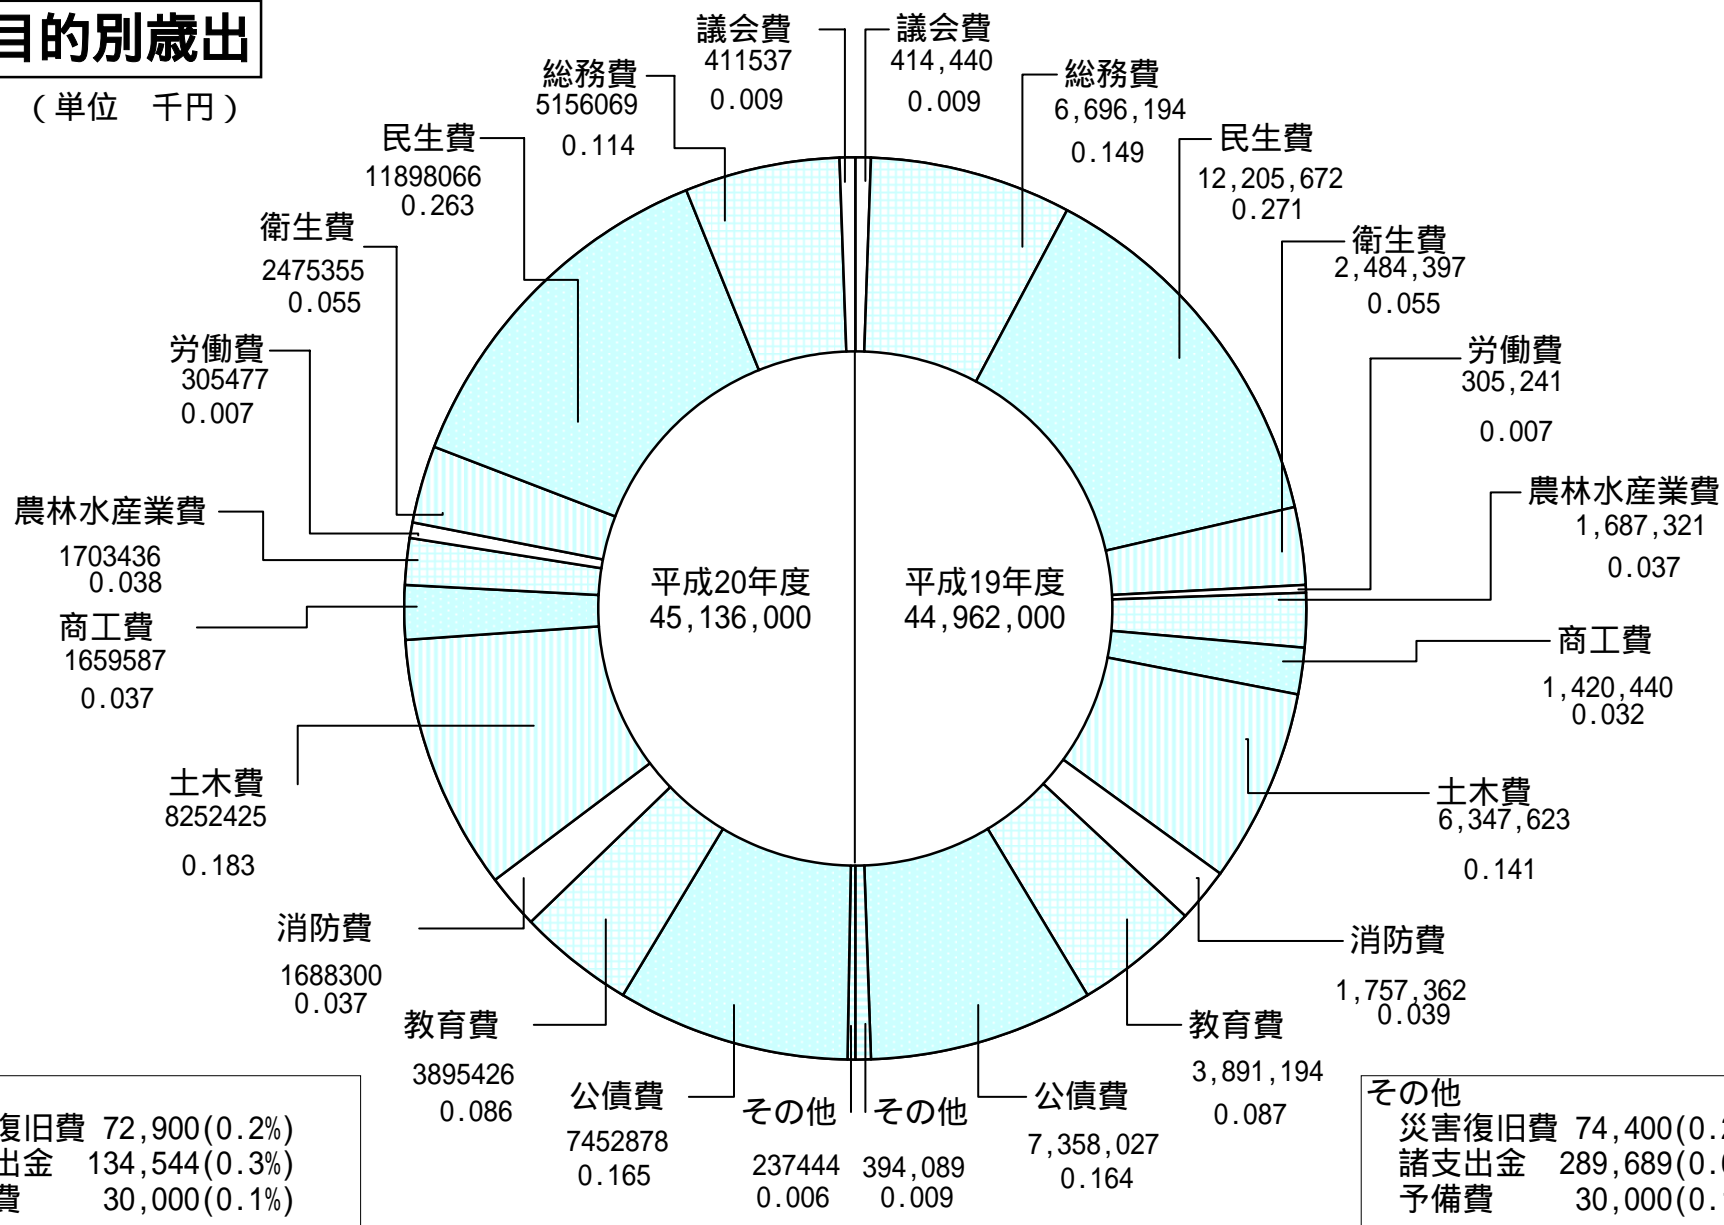 目的別歳出
（単位　千円）
議会費
411537
0.009
総務費
5156069
0.114
民生費
11898066
0.263
衛生費
2475355
0.055
労働費
305477
0.007
農林水産業費
1703436
0.038
商工費
1659587
0.037
土木費
8252425
0.183
消防費
1688300
0.037
教育費
3895426
0.086
公債費
7452878
0.165
その他
237444
0.006
平成20年度
45,136,000
平成19年度
44,962,000
議会費
414,440
0.009
総務費
6,696,194
0.149
民生費
12,205,672
0.271
衛生費
2,484,397
0.055
労働費
305,241
0.007
農林水産業費
1,687,321
0.037
商工費
1,420,440
0.032
土木費
6,347,623
0.141
消防費
1,757,362
0.039
教育費
3,891,194
0.087
公債費
7,358,027
0.164
その他
394,089
0.009
復旧費 72,900(0.2%)
出金 134,544(0.3%)
費 30,000(0.1%)
その他
災害復旧費 74,400(0.
諸支出金 289,689(0.
予備費 30,000(0.